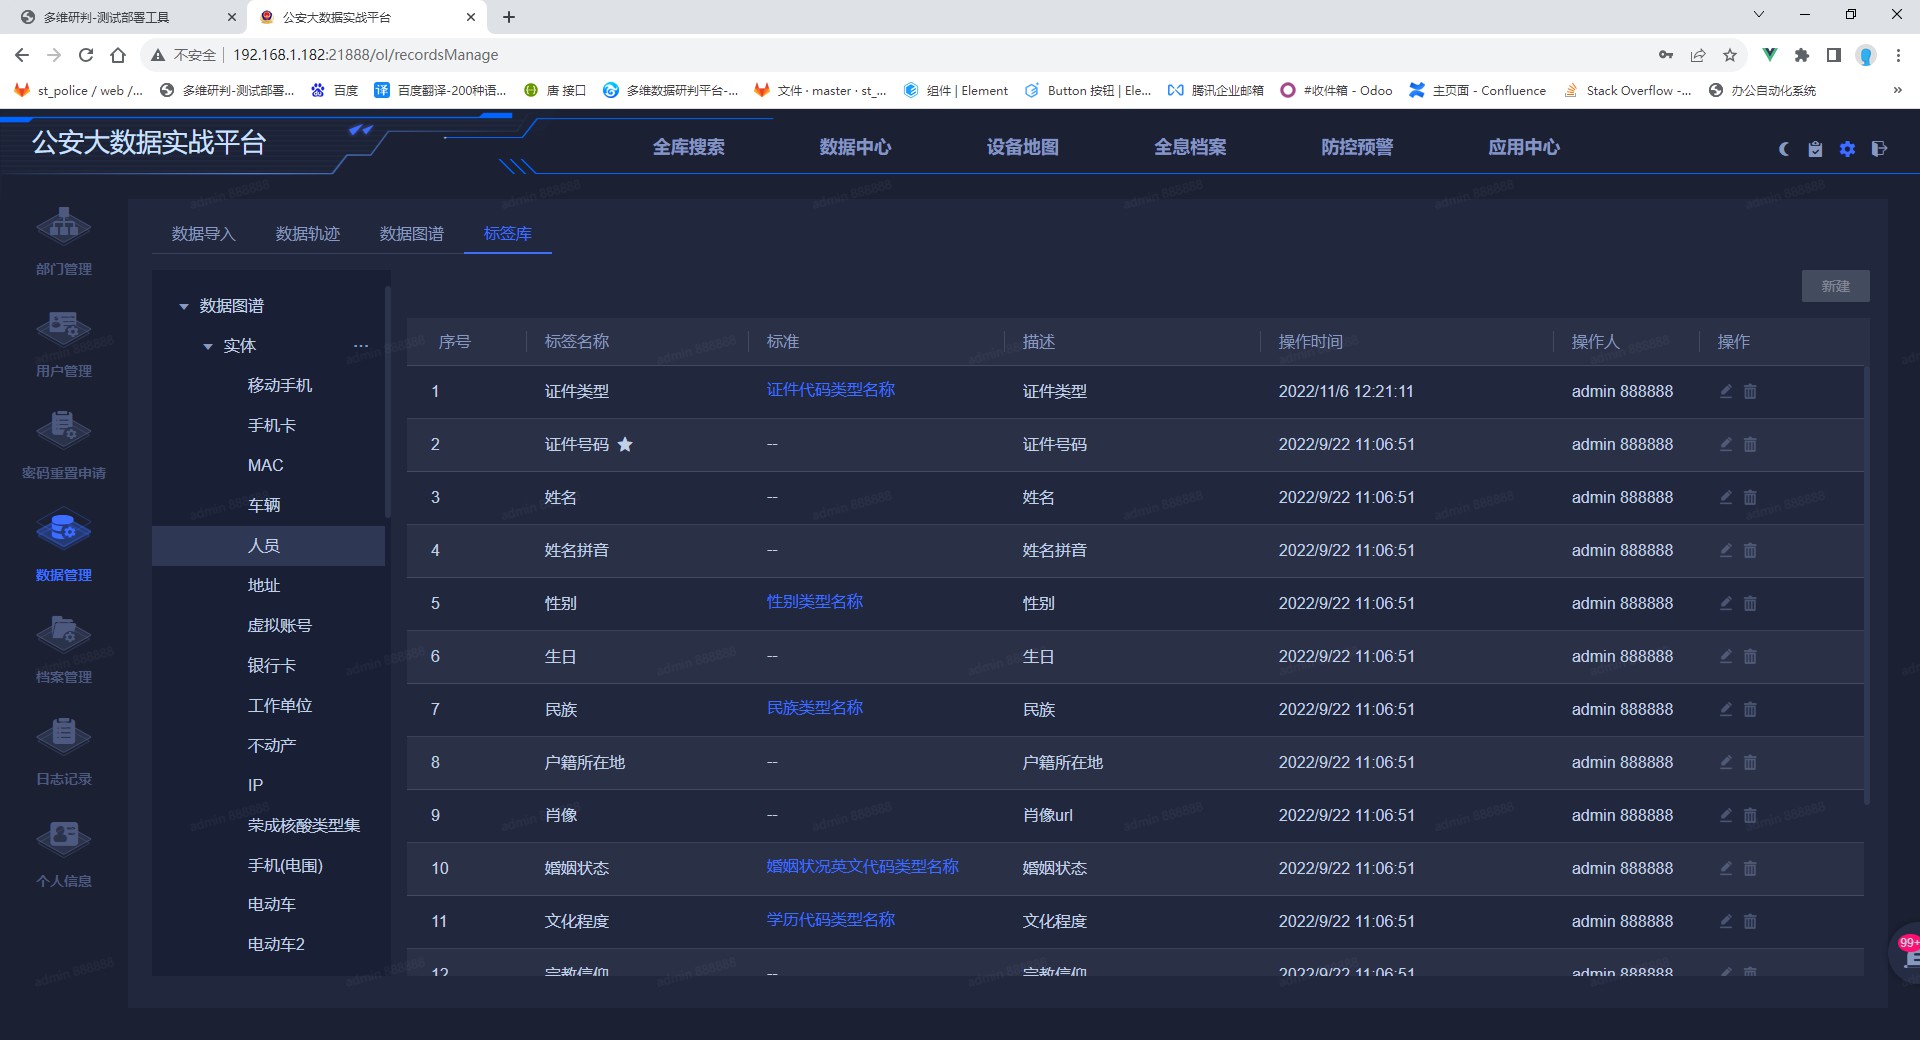 多维研判-测试部署工具
公安大数据实战平台
不安全 192.168.1.182:21888/ol/recordsManage
st_police / web /... 多维研判-测试部署... 百度 百度翻译-200种语... 唐 接口 多维数据研判平台-... 文件 · master · st_... 组件 | Element Button 按钮 | Ele... 腾讯企业邮箱 #收件箱 - Odoo 主页面 - Confluence Stack Overflow -... 办公自动化系统 »
公安大数据实战平台 全库搜索 数据中心 设备地图 全息档案 防控预警 应用中心
部门管理
用户管理
密码重置申请
数据管理
档案管理
日志记录
个人信息
数据导入 数据轨迹 数据图谱 标签库
数据图谱
实体 ...
移动手机
手机卡
MAC
车辆
人员
地址
虚拟账号
银行卡
工作单位
不动产
IP
荣成核酸类型集
手机(电围)
电动车
电动车2
新建
序号 标签名称 标准 描述 操作时间 操作人 操作
1 证件类型 证件代码类型名称 证件类型 2022/11/6 12:21:11 admin 888888
2 证件号码 -- 证件号码 2022/9/22 11:06:51 admin 888888
3 姓名 -- 姓名 2022/9/22 11:06:51 admin 888888
4 姓名拼音 -- 姓名拼音 2022/9/22 11:06:51 admin 888888
5 性别 性别类型名称 性别 2022/9/22 11:06:51 admin 888888
6 生日 -- 生日 2022/9/22 11:06:51 admin 888888
7 民族 民族类型名称 民族 2022/9/22 11:06:51 admin 888888
8 户籍所在地 -- 户籍所在地 2022/9/22 11:06:51 admin 888888
9 肖像 -- 肖像url 2022/9/22 11:06:51 admin 888888
10 婚姻状态 婚姻状况英文代码类型名称 婚姻状态 2022/9/22 11:06:51 admin 888888
11 文化程度 学历代码类型名称 文化程度 2022/9/22 11:06:51 admin 888888
12 宗教信仰 -- 宗教信仰 2022/9/22 11:06:51 admin 888888
99+
admin 888888